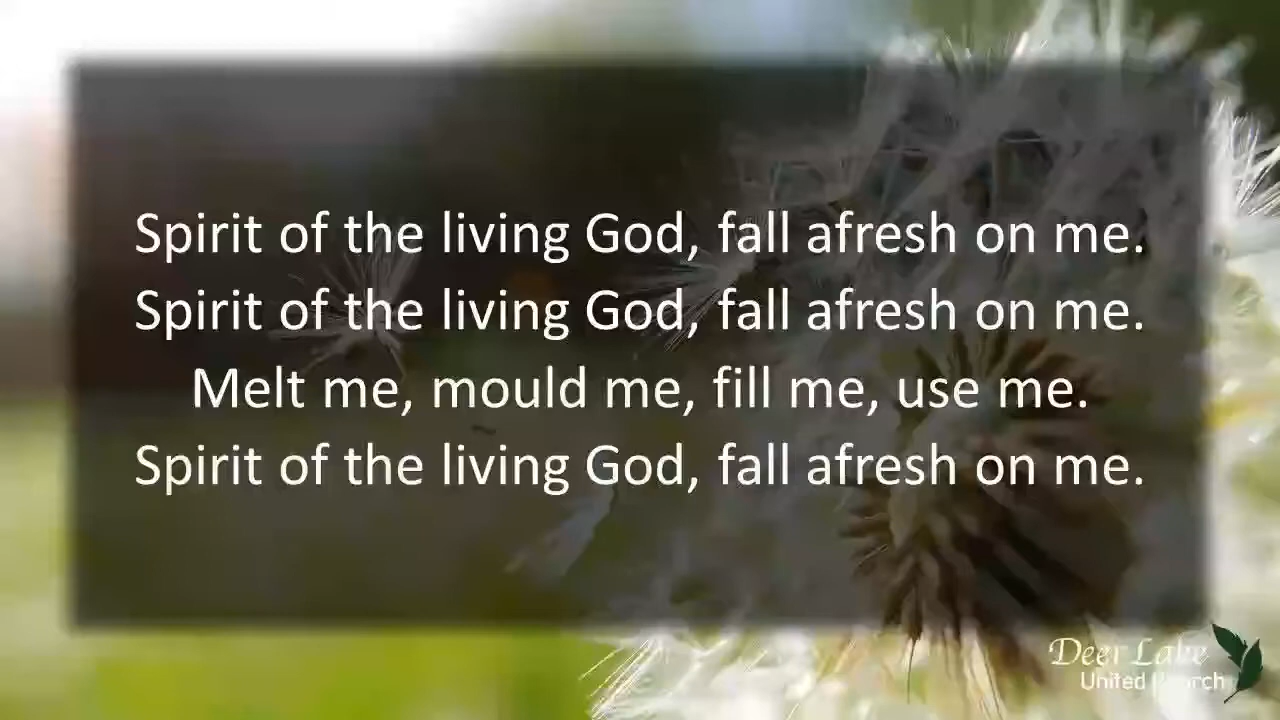 Spirit of the living God, fall afresh on me.
Spirit of the living God, fall afresh on me.
Melt me, mould me, fill me, use me.
Spirit of the living God, fall afresh on me.
Deer Lake
United Church